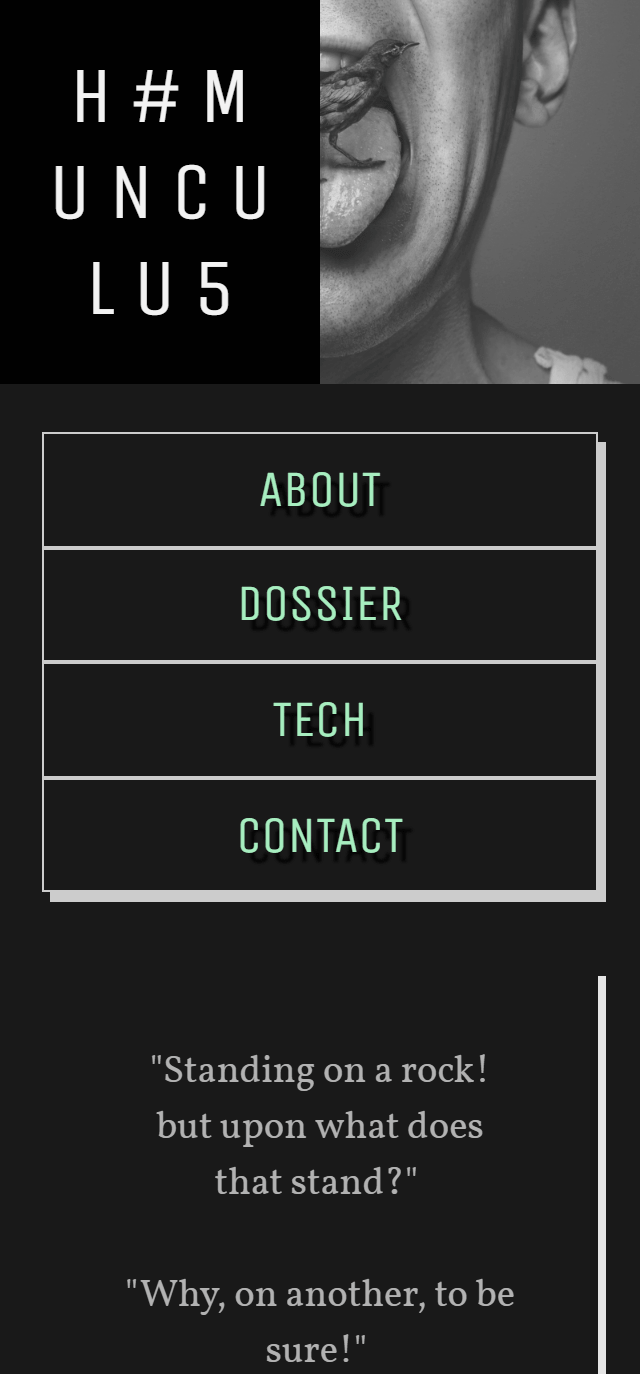 H#M
UNCU
LU5
ABOUT
DOSSIER
TECH
CONTACT
"Standing on a rock!
but upon what does
that stand?"
"Why, on another, to be
sure!"